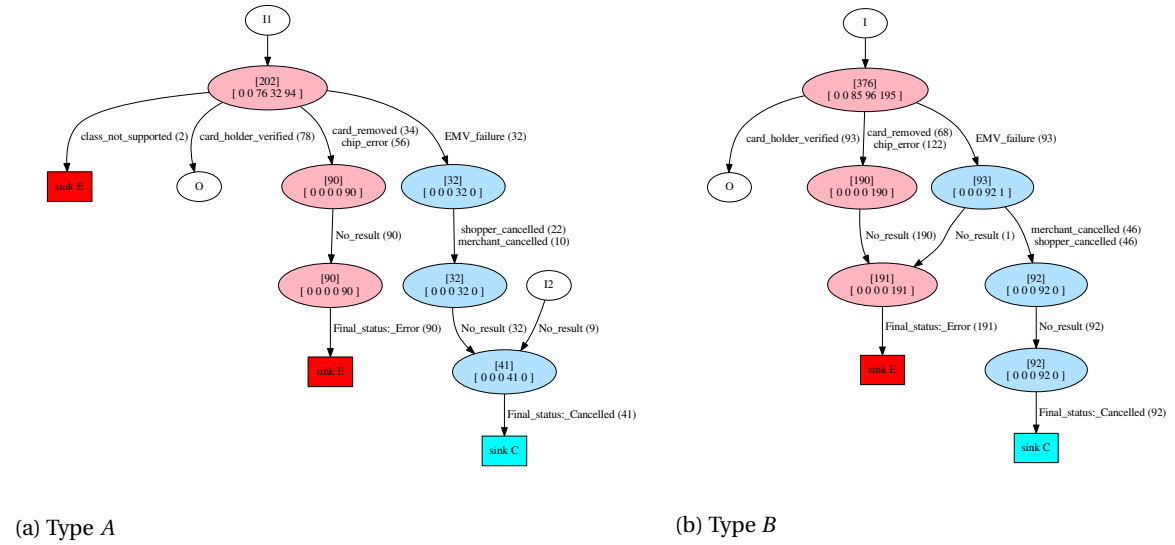 I1
[202]
[ 0 0 76 32 94 ]
class_not_supported (2)
card_holder_verified (78)
card_removed (34)
chip_error (56)
EMV_failure (32)
sink E
O
[90]
[ 0 0 0 0 90 ]
[32]
[ 0 0 0 32 0 ]
No_result (90)
shopper_cancelled (22)
merchant_cancelled (10)
[90]
[ 0 0 0 0 90 ]
[32]
[ 0 0 0 32 0 ]
I2
Final_status:_Error (90)
No_result (32)
No_result (9)
sink E
[41]
[ 0 0 0 41 0 ]
Final_status:_Cancelled (41)
sink C
(a) Type A
I
[376]
[ 0 0 85 96 195 ]
card_holder_verified (93)
card_removed (68)
chip_error (122)
EMV_failure (93)
O
[190]
[ 0 0 0 0 190 ]
[93]
[ 0 0 0 92 1 ]
No_result (190)
No_result (1)
merchant_cancelled (46)
shopper_cancelled (46)
[191]
[ 0 0 0 0 191 ]
[92]
[ 0 0 0 92 0 ]
Final_status:_Error (191)
No_result (92)
sink E
[92]
[ 0 0 0 92 0 ]
Final_status:_Cancelled (92)
sink C
(b) Type B